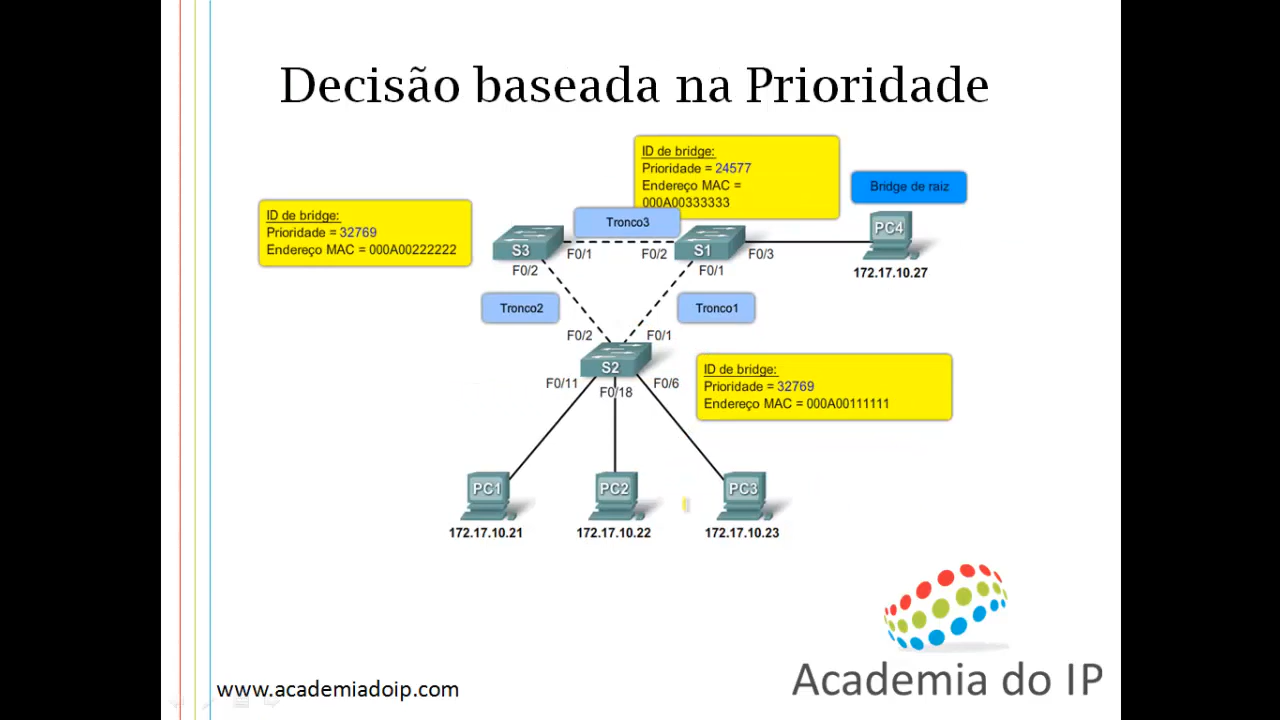 Decisão baseada na Prioridade
ID de bridge:
Prioridade = 24577
Endereço MAC =
000A00333333
Bridge de raiz
ID de bridge:
Prioridade = 32769
Endereço MAC = 000A00222222
Tronco3
S3
F0/1
F0/2
S1
F0/3
PC4
F0/2
F0/1
172.17.10.27
Tronco2
Tronco1
F0/2
F0/1
S2
F0/11
F0/18
F0/6
ID de bridge:
Prioridade = 32769
Endereço MAC = 000A00111111
PC1
PC2
PC3
172.17.10.21
172.17.10.22
172.17.10.23
Academia do IP
www.academiadoip.com